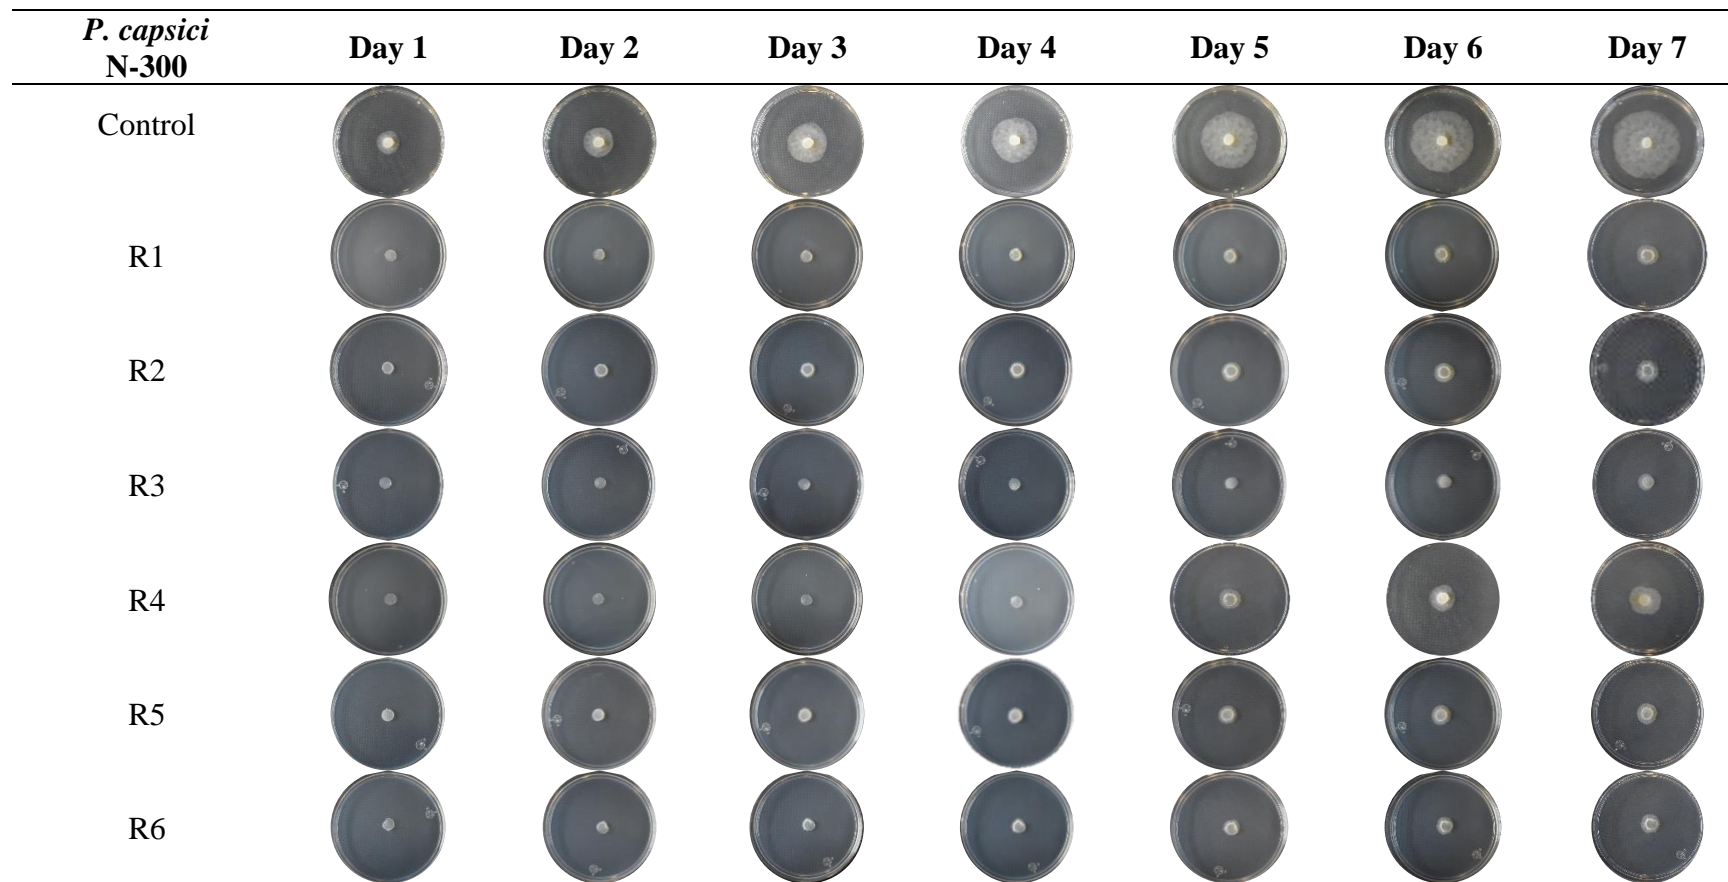 P. capsici
N-300
Day 1
Day 2
Day 3
Day 4
Day 5
Day 6
Day 7
Control
R1
R2
R3
R4
R5
R6